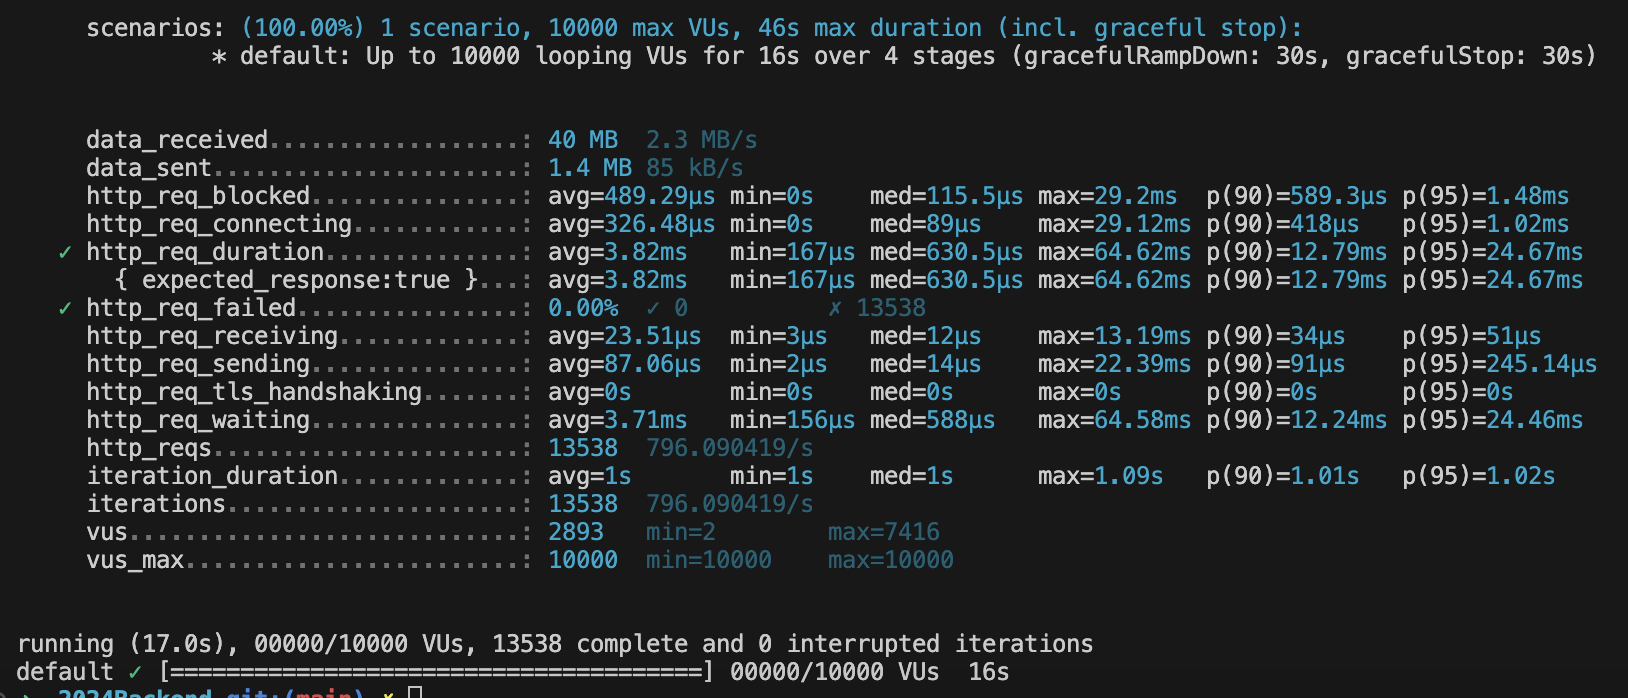 scenarios: (100.00%) 1 scenario, 10000 max VUs, 46s max duration (incl. graceful stop):
* default: Up to 10000 looping VUs for 16s over 4 stages (gracefulRampDown: 30s, gracefulStop: 30s)
data_received..................: 40 MB 2.3 MB/s
data_sent......................: 1.4 MB 85 kB/s
http_req_blocked...............: avg=489.29µs min=0s med=115.5µs max=29.2ms p(90)=589.3µs p(95)=1.48ms
http_req_connecting............: avg=326.48µs min=0s med=89µs max=29.12ms p(90)=418µs p(95)=1.02ms
✓ http_req_duration..............: avg=3.82ms min=167µs med=630.5µs max=64.62ms p(90)=12.79ms p(95)=24.67ms
{ expected_response:true }...: avg=3.82ms min=167µs med=630.5µs max=64.62ms p(90)=12.79ms p(95)=24.67ms
✓ http_req_failed................: 0.00% ✓ 0 ✗ 13538
http_req_receiving.............: avg=23.51µs min=3µs med=12µs max=13.19ms p(90)=34µs p(95)=51µs
http_req_sending...............: avg=87.06µs min=2µs med=14µs max=22.39ms p(90)=91µs p(95)=245.14µs
http_req_tls_handshaking.......: avg=0s min=0s med=0s max=0s p(90)=0s p(95)=0s
http_req_waiting...............: avg=3.71ms min=156µs med=588µs max=64.58ms p(90)=12.24ms p(95)=24.46ms
http_reqs......................: 13538 796.090419/s
iteration_duration.............: avg=1s min=1s med=1s max=1.09s p(90)=1.01s p(95)=1.02s
iterations.....................: 13538 796.090419/s
vus............................: 2893 min=2 max=7416
vus_max........................: 10000 min=10000 max=10000
running (17.0s), 00000/10000 VUs, 13538 complete and 0 interrupted iterations
default ✓ [======================================] 00000/10000 VUs 16s
2024Backend git:(main) ✗